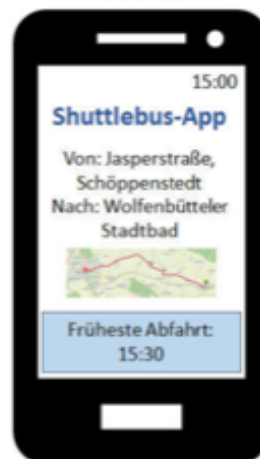 15:00
Shuttlebus-App
Von: Jasperstraße,
Schöppenstedt
Nach: Wolfenbütteler
Stadtbad
Früheste Abfahrt:
15:30